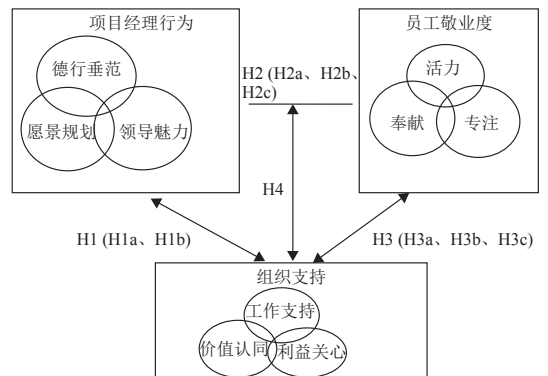 项目经理行为
德行垂范
愿景规划
领导魅力
H2 (H2a、H2b、
H2c)
员工敬业度
活力
奉献
专注
H4
H1 (H1a、H1b)
H3 (H3a、H3b、H3c)
组织支持
工作支持
价值认同
利益关心